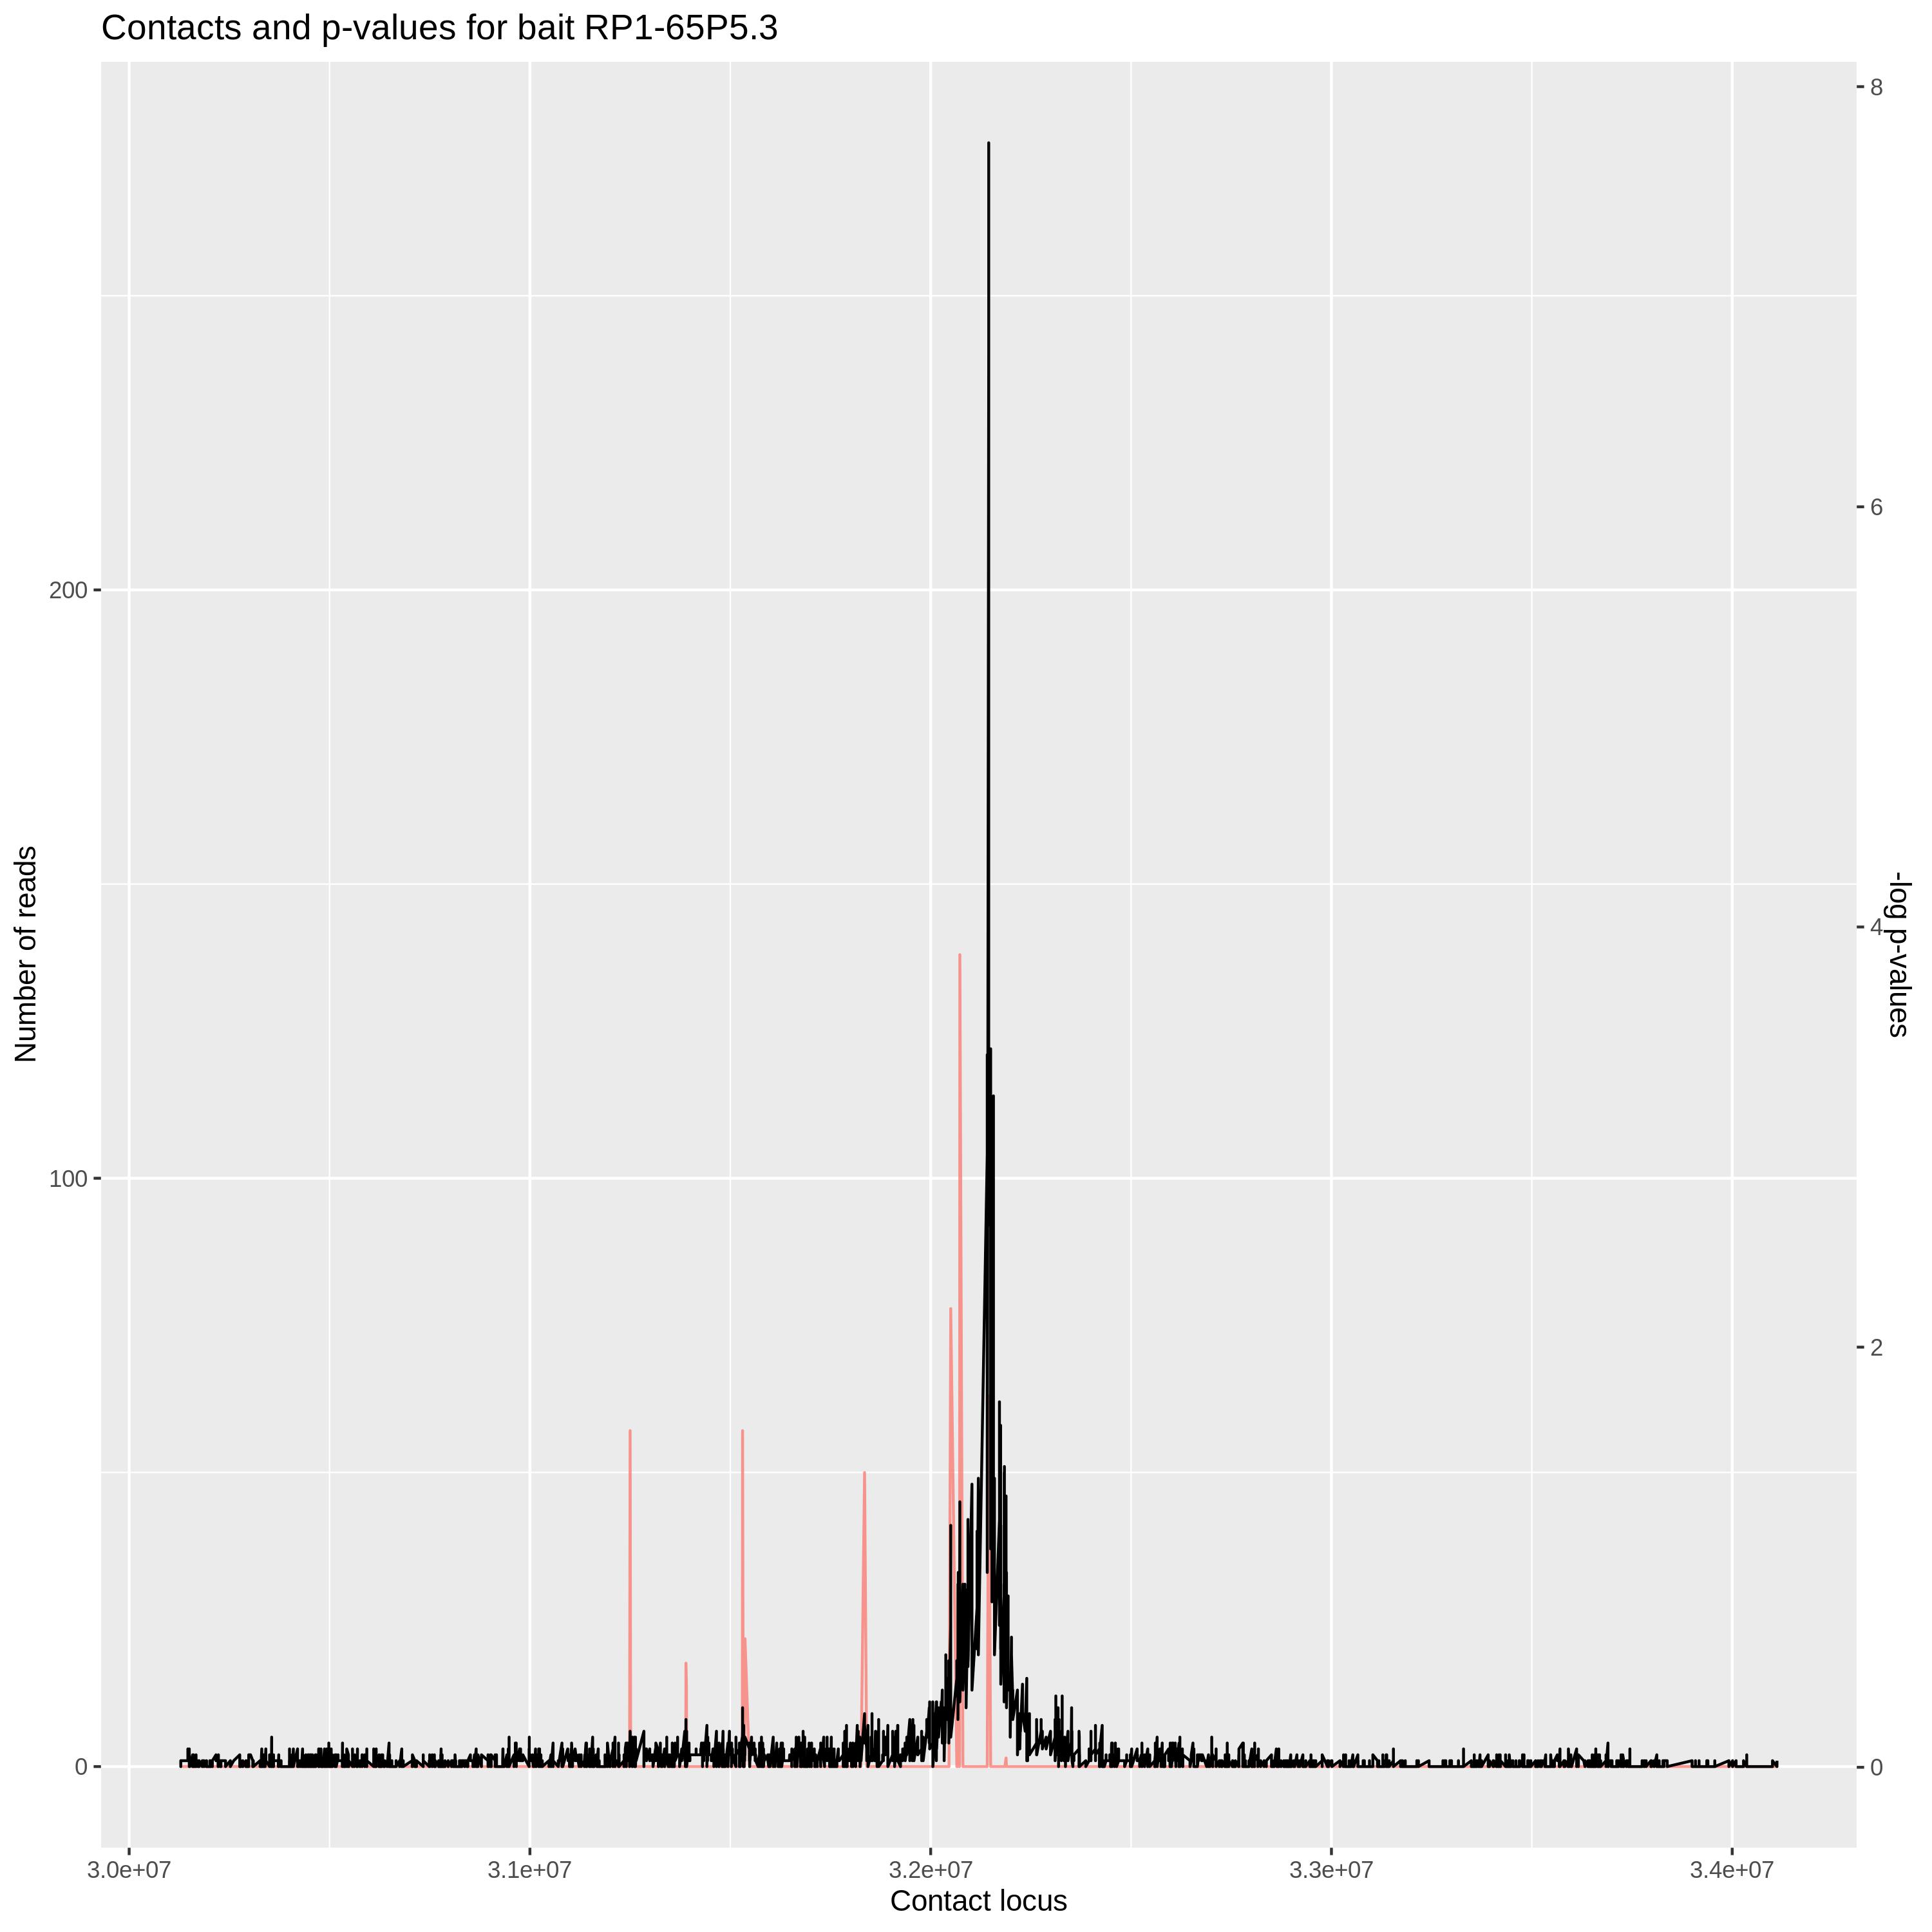 Contacts and p-values for bait RP1-65P5.3
8
6
200
4
Number of reads
-log p-values
100
2
0
0
3.0e+07
3.1e+07
3.2e+07
3.3e+07
3.4e+07
Contact locus